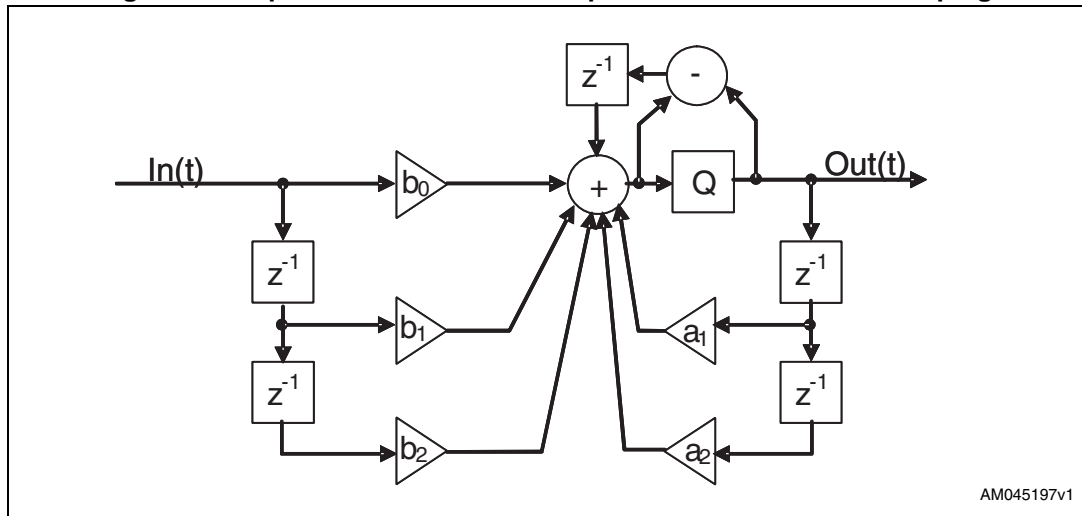 z⁻¹
-
In(t)
b₀
+
Q
Out(t)
z⁻¹
z⁻¹
b₁
a₁
z⁻¹
z⁻¹
b₂
a₂
AM045197v1